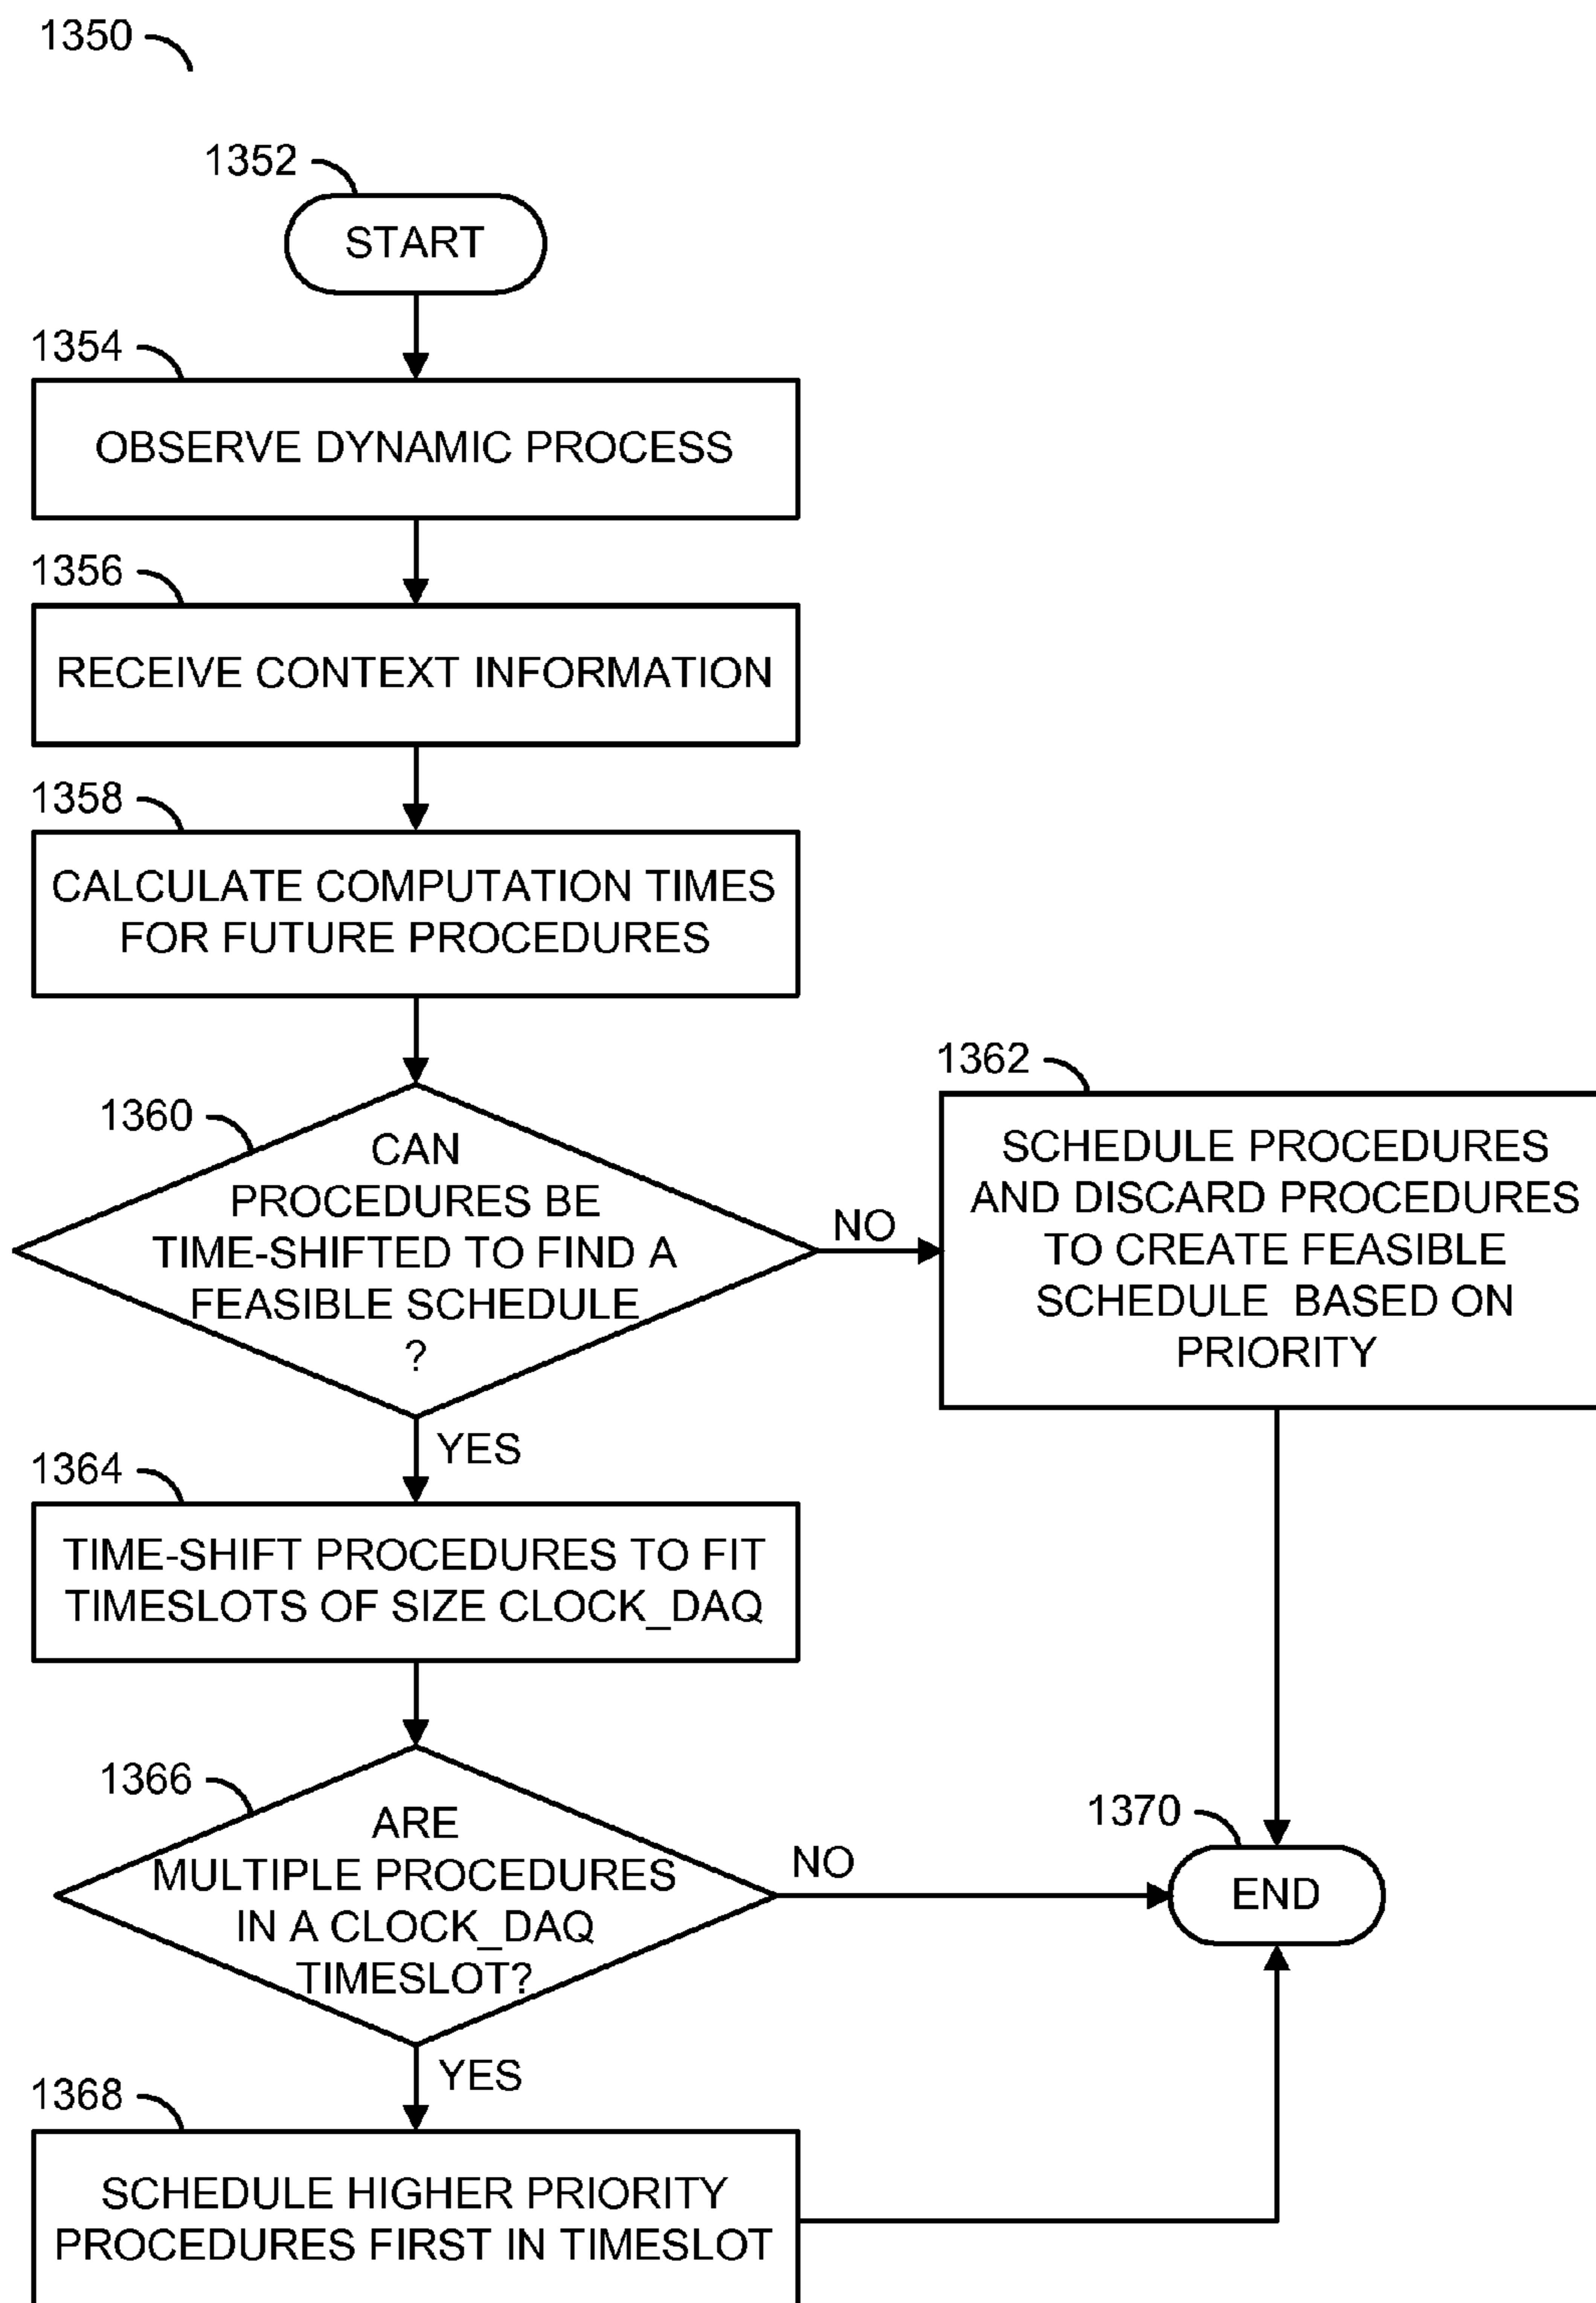 1350
1352
START
1354
OBSERVE DYNAMIC PROCESS
1356
RECEIVE CONTEXT INFORMATION
1358
CALCULATE COMPUTATION TIMES
FOR FUTURE PROCEDURES
1360
CAN
PROCEDURES BE
TIME-SHIFTED TO FIND A
FEASIBLE SCHEDULE
?
NO
1362
SCHEDULE PROCEDURES
AND DISCARD PROCEDURES
TO CREATE FEASIBLE
SCHEDULE BASED ON
PRIORITY
YES
1364
TIME-SHIFT PROCEDURES TO FIT
TIMESLOTS OF SIZE CLOCK_DAQ
1366
ARE
MULTIPLE PROCEDURES
IN A CLOCK_DAQ
TIMESLOT?
NO
1370
END
YES
1368
SCHEDULE HIGHER PRIORITY
PROCEDURES FIRST IN TIMESLOT